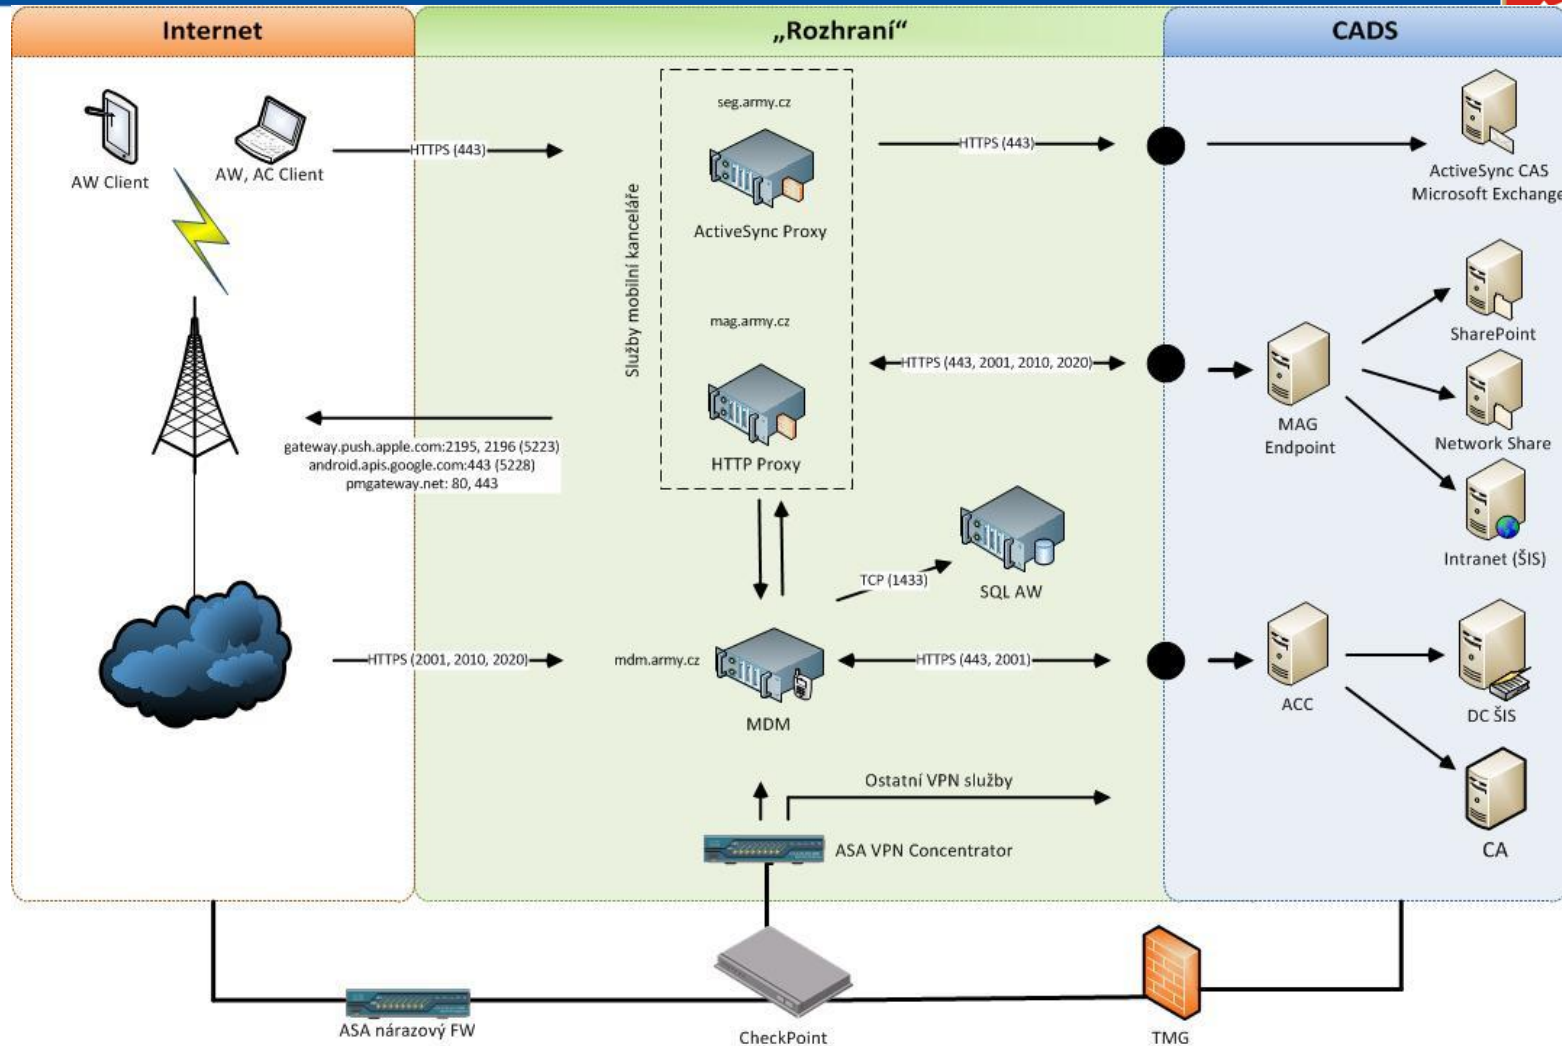 Internet
„Rozhraní“
CADS
seg.army.cz
HTTPS (443)
HTTPS (443)
AW Client
AW, AC Client
ActiveSync CAS
Microsoft Exchange
ActiveSync Proxy
Služby mobilní kanceláře
mag.army.cz
SharePoint
HTTPS (443, 2001, 2010, 2020)
MAG
Endpoint
Network Share
gateway.push.apple.com:2195, 2196 (5223)
android.apis.google.com:443 (5228)
pmgateway.net: 80, 443
HTTP Proxy
Intranet (ŠIS)
TCP (1433)
SQL AW
HTTPS (2001, 2010, 2020)
mdm.army.cz
HTTPS (443, 2001)
MDM
ACC
DC ŠIS
Ostatní VPN služby
ASA VPN Concentrator
CA
ASA nárazový FW
CheckPoint
TMG